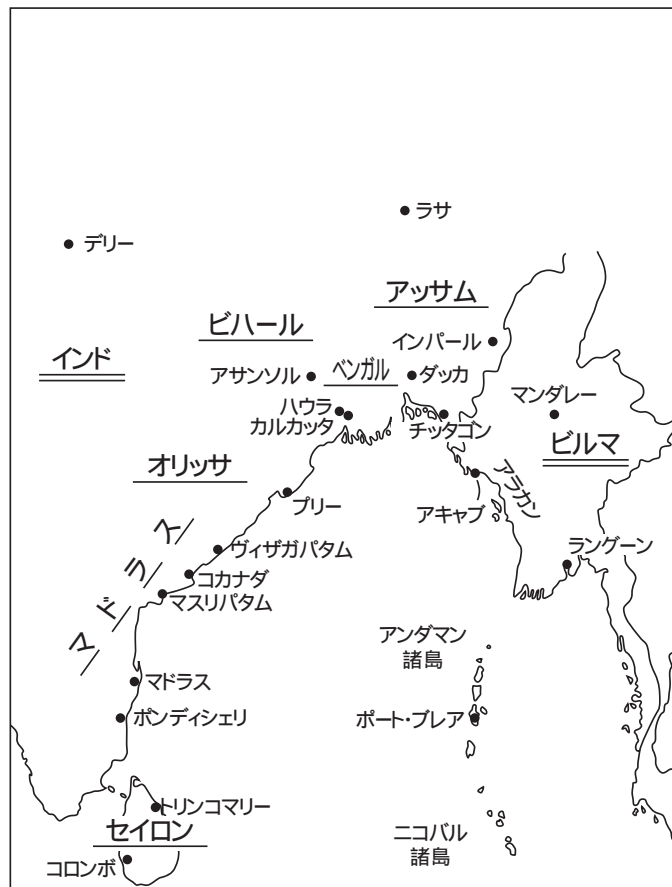 ラサ
デリー
アッサム
ビハール
インパール
インド
アサンソル
ベンガル
ダッカ
マンダレー
ハウラ
カルカッタ
チッタゴン
ビルマ
オリッサ
アラカン
プリー
アキャブ
マドラス
ヴィザガパタム
ラングーン
コカナダ
マスリパタム
アンダマン
諸島
マドラス
ポンディシェリ
ポート・ブレア
トリンコマリー
セイロン
ニコバル
諸島
コロンボ